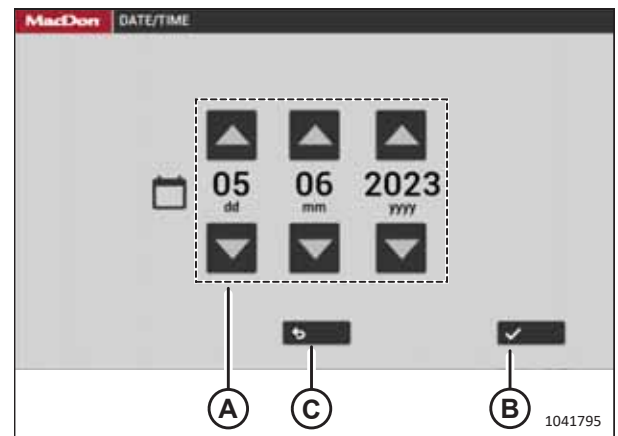 MacDon DATE/TIME
05 06 2023
dd mm yyyy
A C B
1041795